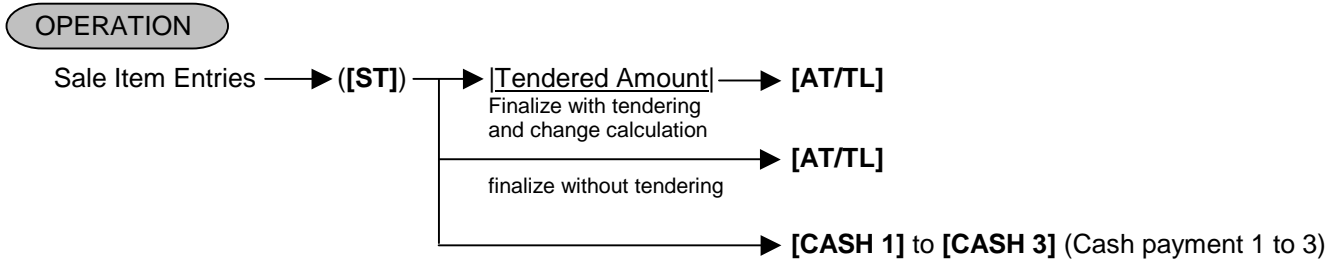 OPERATION
Sale Item Entries ([ST]) |Tendered Amount| [AT/TL]
Finalize with tendering
and change calculation
[AT/TL]
finalize without tendering
[CASH 1] to [CASH 3] (Cash payment 1 to 3)